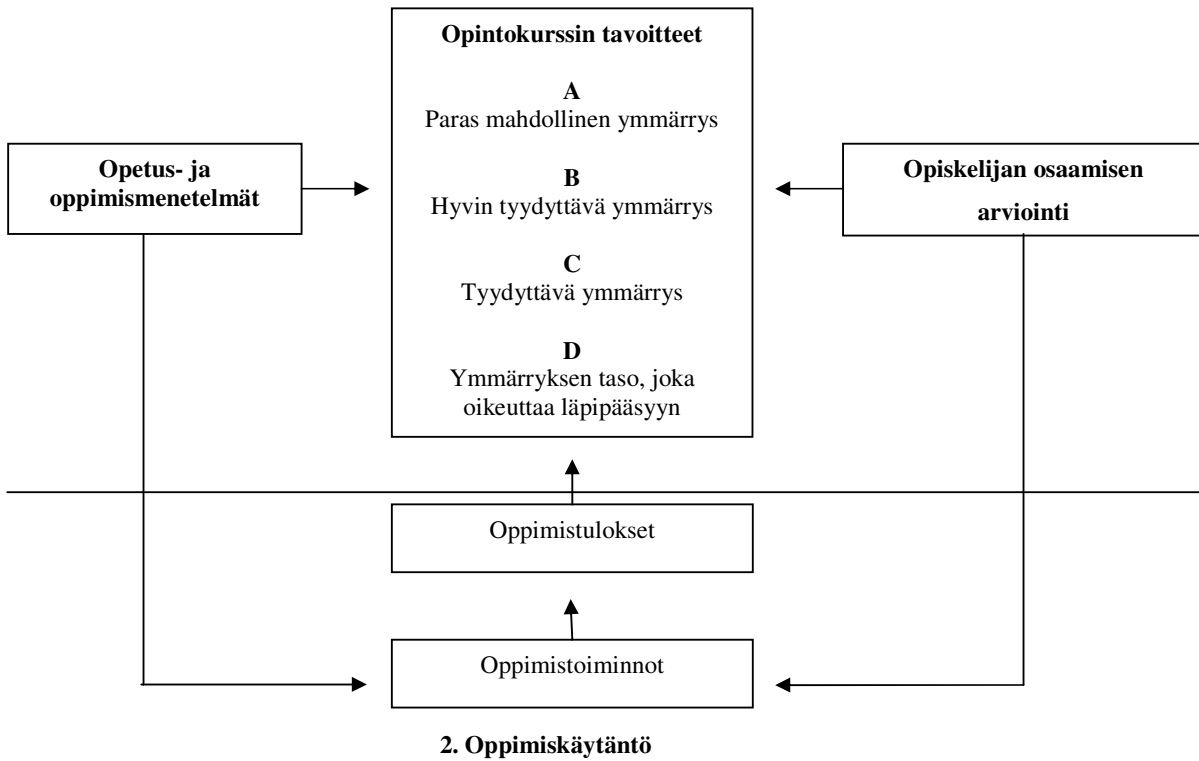 Opintokurssin tavoitteet
A
Paras mahdollinen ymmärrys
B
Hyvin tyydyttävä ymmärrys
C
Tyydyttävä ymmärrys
D
Ymmärryksen taso, joka
oikeuttaa läpipääsyyn
Opetus- ja
oppimismenetelmät
Opiskelijan osaamisen
arviointi
Oppimistulokset
Oppimistoiminnot
2. Oppimiskäytäntö